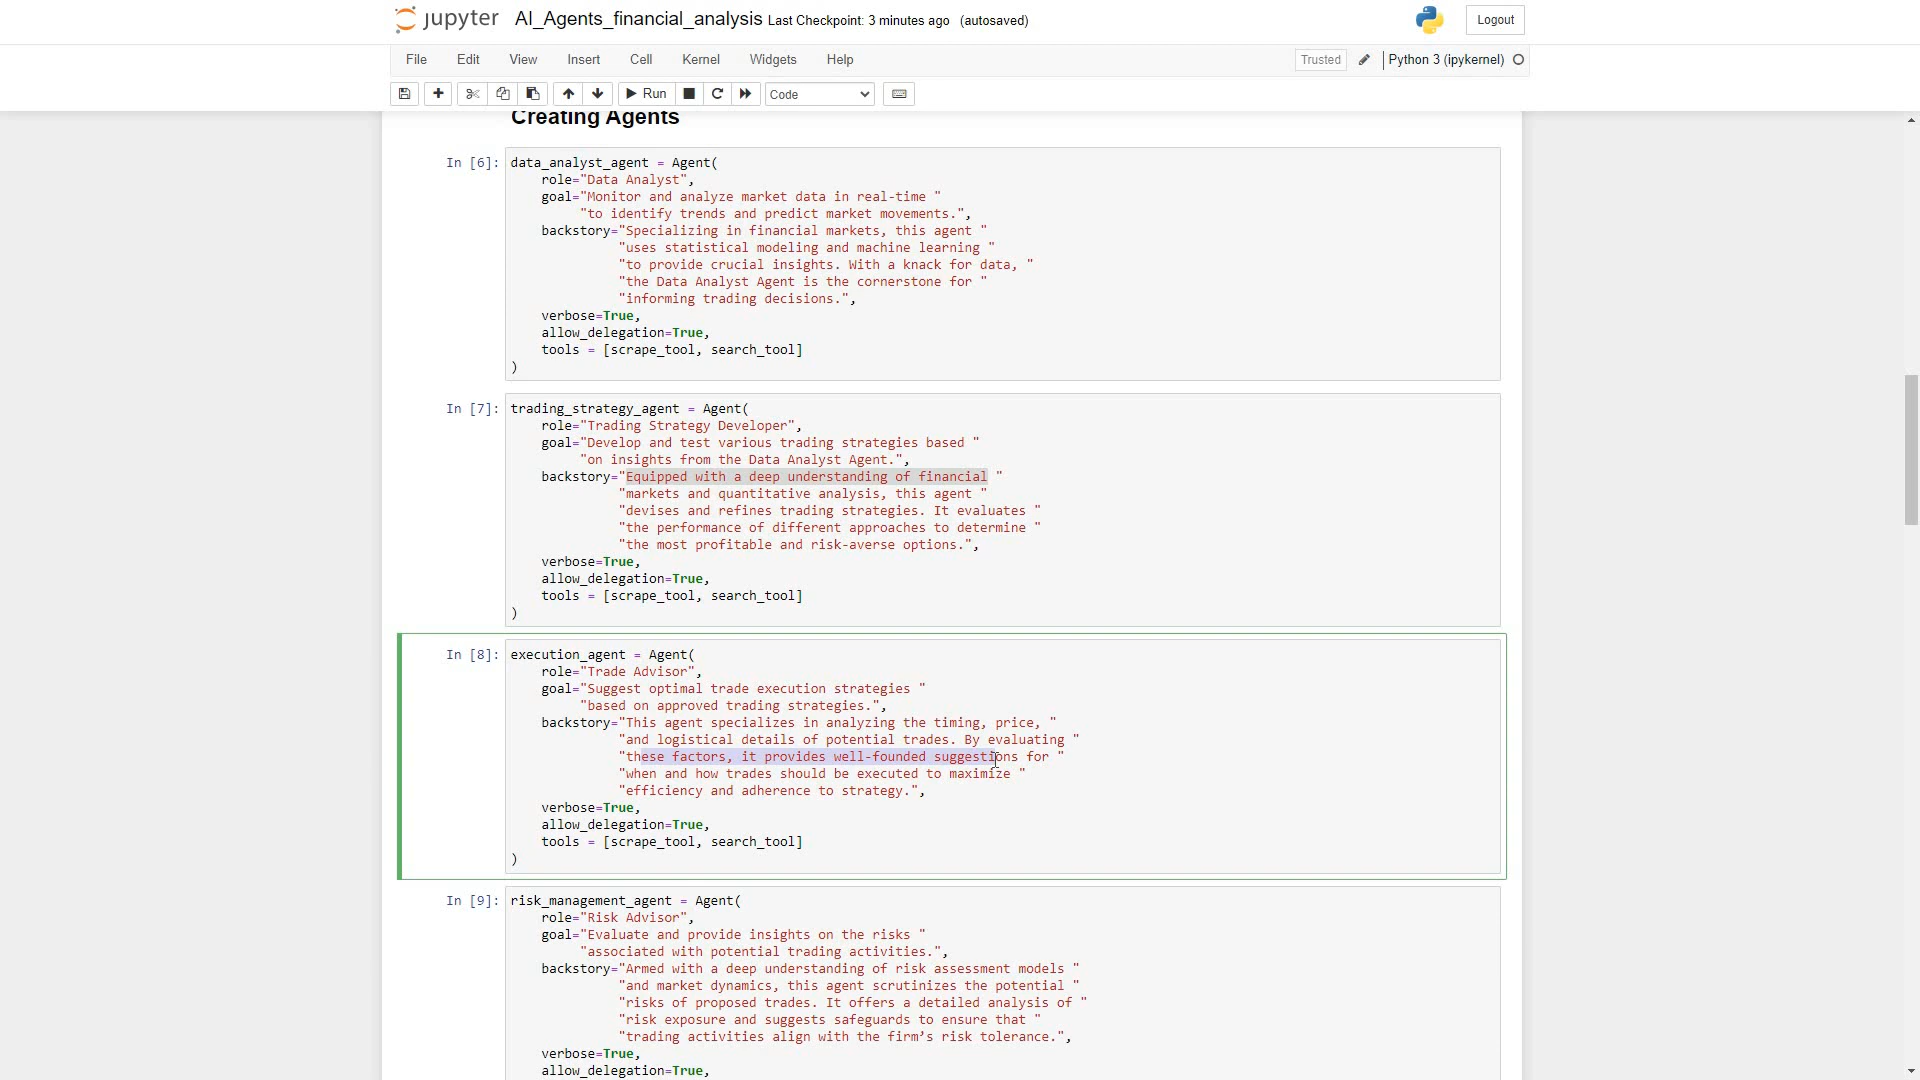 jupyter AI_Agents_financial_analysis Last Checkpoint: 3 minutes ago (autosaved) Logout
File Edit View Insert Cell Kernel Widgets Help Trusted Python 3 (ipykernel)
Run Code
Creating Agents
In [6]: data_analyst_agent = Agent(
    role="Data Analyst",
    goal="Monitor and analyze market data in real-time "
         "to identify trends and predict market movements.",
    backstory="Specializing in financial markets, this agent "
              "uses statistical modeling and machine learning "
              "to provide crucial insights. With a knack for data, "
              "the Data Analyst Agent is the cornerstone for "
              "informing trading decisions.",
    verbose=True,
    allow_delegation=True,
    tools = [scrape_tool, search_tool]
)
In [7]: trading_strategy_agent = Agent(
    role="Trading Strategy Developer",
    goal="Develop and test various trading strategies based "
         "on insights from the Data Analyst Agent.",
    backstory="Equipped with a deep understanding of financial "
              "markets and quantitative analysis, this agent "
              "devises and refines trading strategies. It evaluates "
              "the performance of different approaches to determine "
              "the most profitable and risk-averse options.",
    verbose=True,
    allow_delegation=True,
    tools = [scrape_tool, search_tool]
)
In [8]: execution_agent = Agent(
    role="Trade Advisor",
    goal="Suggest optimal trade execution strategies "
         "based on approved trading strategies.",
    backstory="This agent specializes in analyzing the timing, price, "
              "and logistical details of potential trades. By evaluating "
              "these factors, it provides well-founded suggestions for "
              "when and how trades should be executed to maximize "
              "efficiency and adherence to strategy.",
    verbose=True,
    allow_delegation=True,
    tools = [scrape_tool, search_tool]
)
In [9]: risk_management_agent = Agent(
    role="Risk Advisor",
    goal="Evaluate and provide insights on the risks "
         "associated with potential trading activities.",
    backstory="Armed with a deep understanding of risk assessment models "
              "and market dynamics, this agent scrutinizes the potential "
              "risks of proposed trades. It offers a detailed analysis of "
              "risk exposure and suggests safeguards to ensure that "
              "trading activities align with the firm’s risk tolerance.",
    verbose=True,
    allow_delegation=True,